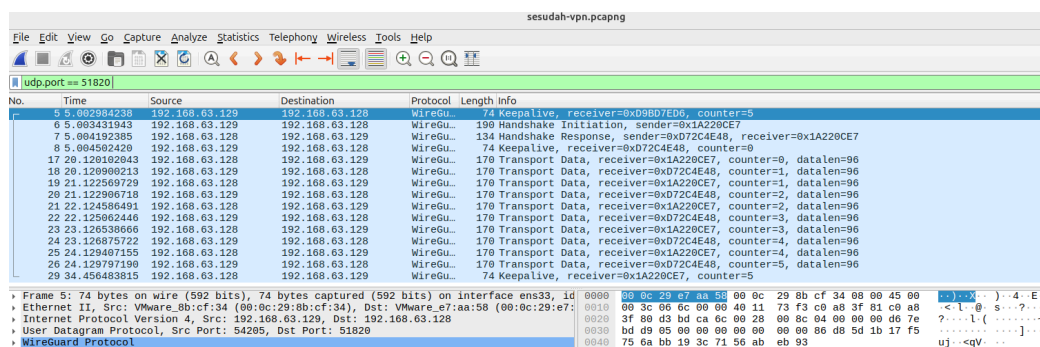 sesudah-vpn.pcapng
File Edit View Go Capture Analyze Statistics Telephony Wireless Tools Help
udp.port == 51820
No. Time Source Destination Protocol Length Info
5 5.002984238 192.168.63.129 192.168.63.128 WireGu… 74 Keepalive, receiver=0xD9BD7ED6, counter=5
6 5.003431943 192.168.63.129 192.168.63.128 WireGu… 190 Handshake Initiation, sender=0x1A220CE7
7 5.004192385 192.168.63.128 192.168.63.129 WireGu… 134 Handshake Response, sender=0xD72C4E48, receiver=0x1A220CE7
8 5.004502420 192.168.63.129 192.168.63.128 WireGu… 74 Keepalive, receiver=0xD72C4E48, counter=0
17 20.120102043 192.168.63.128 192.168.63.129 WireGu… 170 Transport Data, receiver=0x1A220CE7, counter=0, datalen=96
18 20.120900213 192.168.63.129 192.168.63.128 WireGu… 170 Transport Data, receiver=0xD72C4E48, counter=1, datalen=96
19 21.122569729 192.168.63.128 192.168.63.129 WireGu… 170 Transport Data, receiver=0x1A220CE7, counter=1, datalen=96
20 21.122906718 192.168.63.129 192.168.63.128 WireGu… 170 Transport Data, receiver=0xD72C4E48, counter=2, datalen=96
21 22.124586491 192.168.63.128 192.168.63.129 WireGu… 170 Transport Data, receiver=0x1A220CE7, counter=2, datalen=96
22 22.125062446 192.168.63.129 192.168.63.128 WireGu… 170 Transport Data, receiver=0xD72C4E48, counter=3, datalen=96
23 23.126538666 192.168.63.128 192.168.63.129 WireGu… 170 Transport Data, receiver=0x1A220CE7, counter=3, datalen=96
24 23.126875722 192.168.63.129 192.168.63.128 WireGu… 170 Transport Data, receiver=0xD72C4E48, counter=4, datalen=96
25 24.129407155 192.168.63.128 192.168.63.129 WireGu… 170 Transport Data, receiver=0x1A220CE7, counter=4, datalen=96
26 24.129797190 192.168.63.129 192.168.63.128 WireGu… 170 Transport Data, receiver=0xD72C4E48, counter=5, datalen=96
29 34.456483815 192.168.63.128 192.168.63.129 WireGu… 74 Keepalive, receiver=0x1A220CE7, counter=5
Frame 5: 74 bytes on wire (592 bits), 74 bytes captured (592 bits) on interface ens33, id
Ethernet II, Src: VMware_8b:cf:34 (00:0c:29:8b:cf:34), Dst: VMware_e7:aa:58 (00:0c:29:e7:
Internet Protocol Version 4, Src: 192.168.63.129, Dst: 192.168.63.128
User Datagram Protocol, Src Port: 54205, Dst Port: 51820
WireGuard Protocol
0000 00 0c 29 e7 aa 58 00 0c 29 8b cf 34 08 00 45 00 ··)··X·· )··4··E·
0010 00 3c 06 6c 00 00 40 11 73 f3 c0 a8 3f 81 c0 a8 ·<·l··@· s···?···
0020 3f 80 d3 bd ca 6c 00 28 00 8c 04 00 00 00 d6 7e ?····l·( ·······~
0030 bd d9 05 00 00 00 00 00 00 00 86 d8 5d 1b 17 f5 ········ ····]···
0040 75 6a bb 19 3c 71 56 ab eb 93 uj··<qV· ··